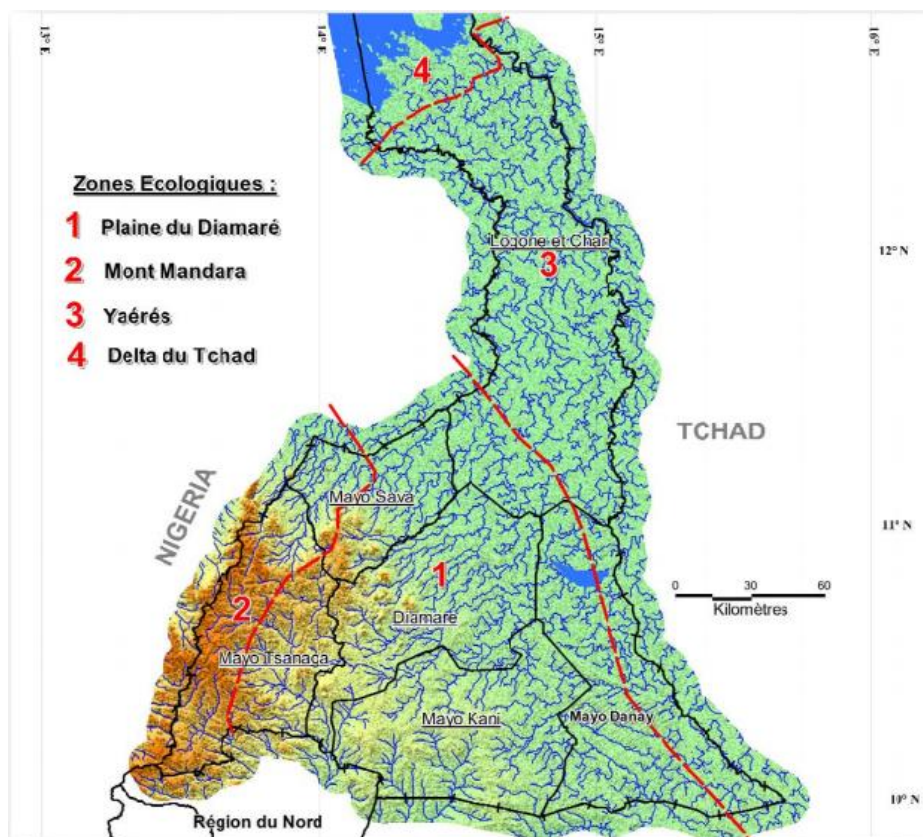 13° E
14° E
15° E
16° E
4
Zones Ecologiques :
1 Plaine du Diamaré
2 Mont Mandara
3 Yaérés
4 Delta du Tchad
Logone et Chari
3
12° N
TCHAD
NIGERIA
Mayo Sava
11° N
1
2
Diamare
0 30 60
Kilomètres
Mayo Tsanaga
Mayo Kani
Mayo Danay
10° N
Région du Nord